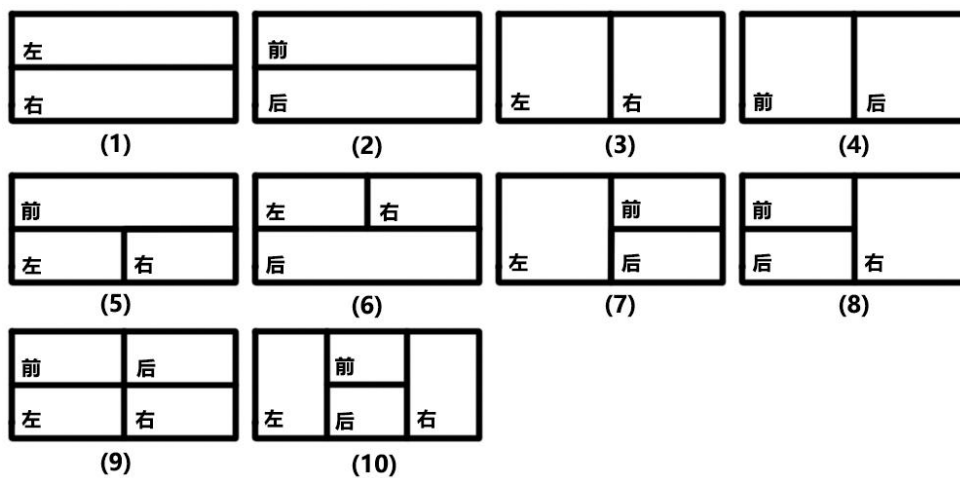 左
右
(1)
前
后
(2)
左 右
(3)
前 后
(4)
前
左 右
(5)
左 右
后
(6)
前
左 后
(7)
前
后 右
(8)
前 后
左 右
(9)
前
左 后 右
(10)